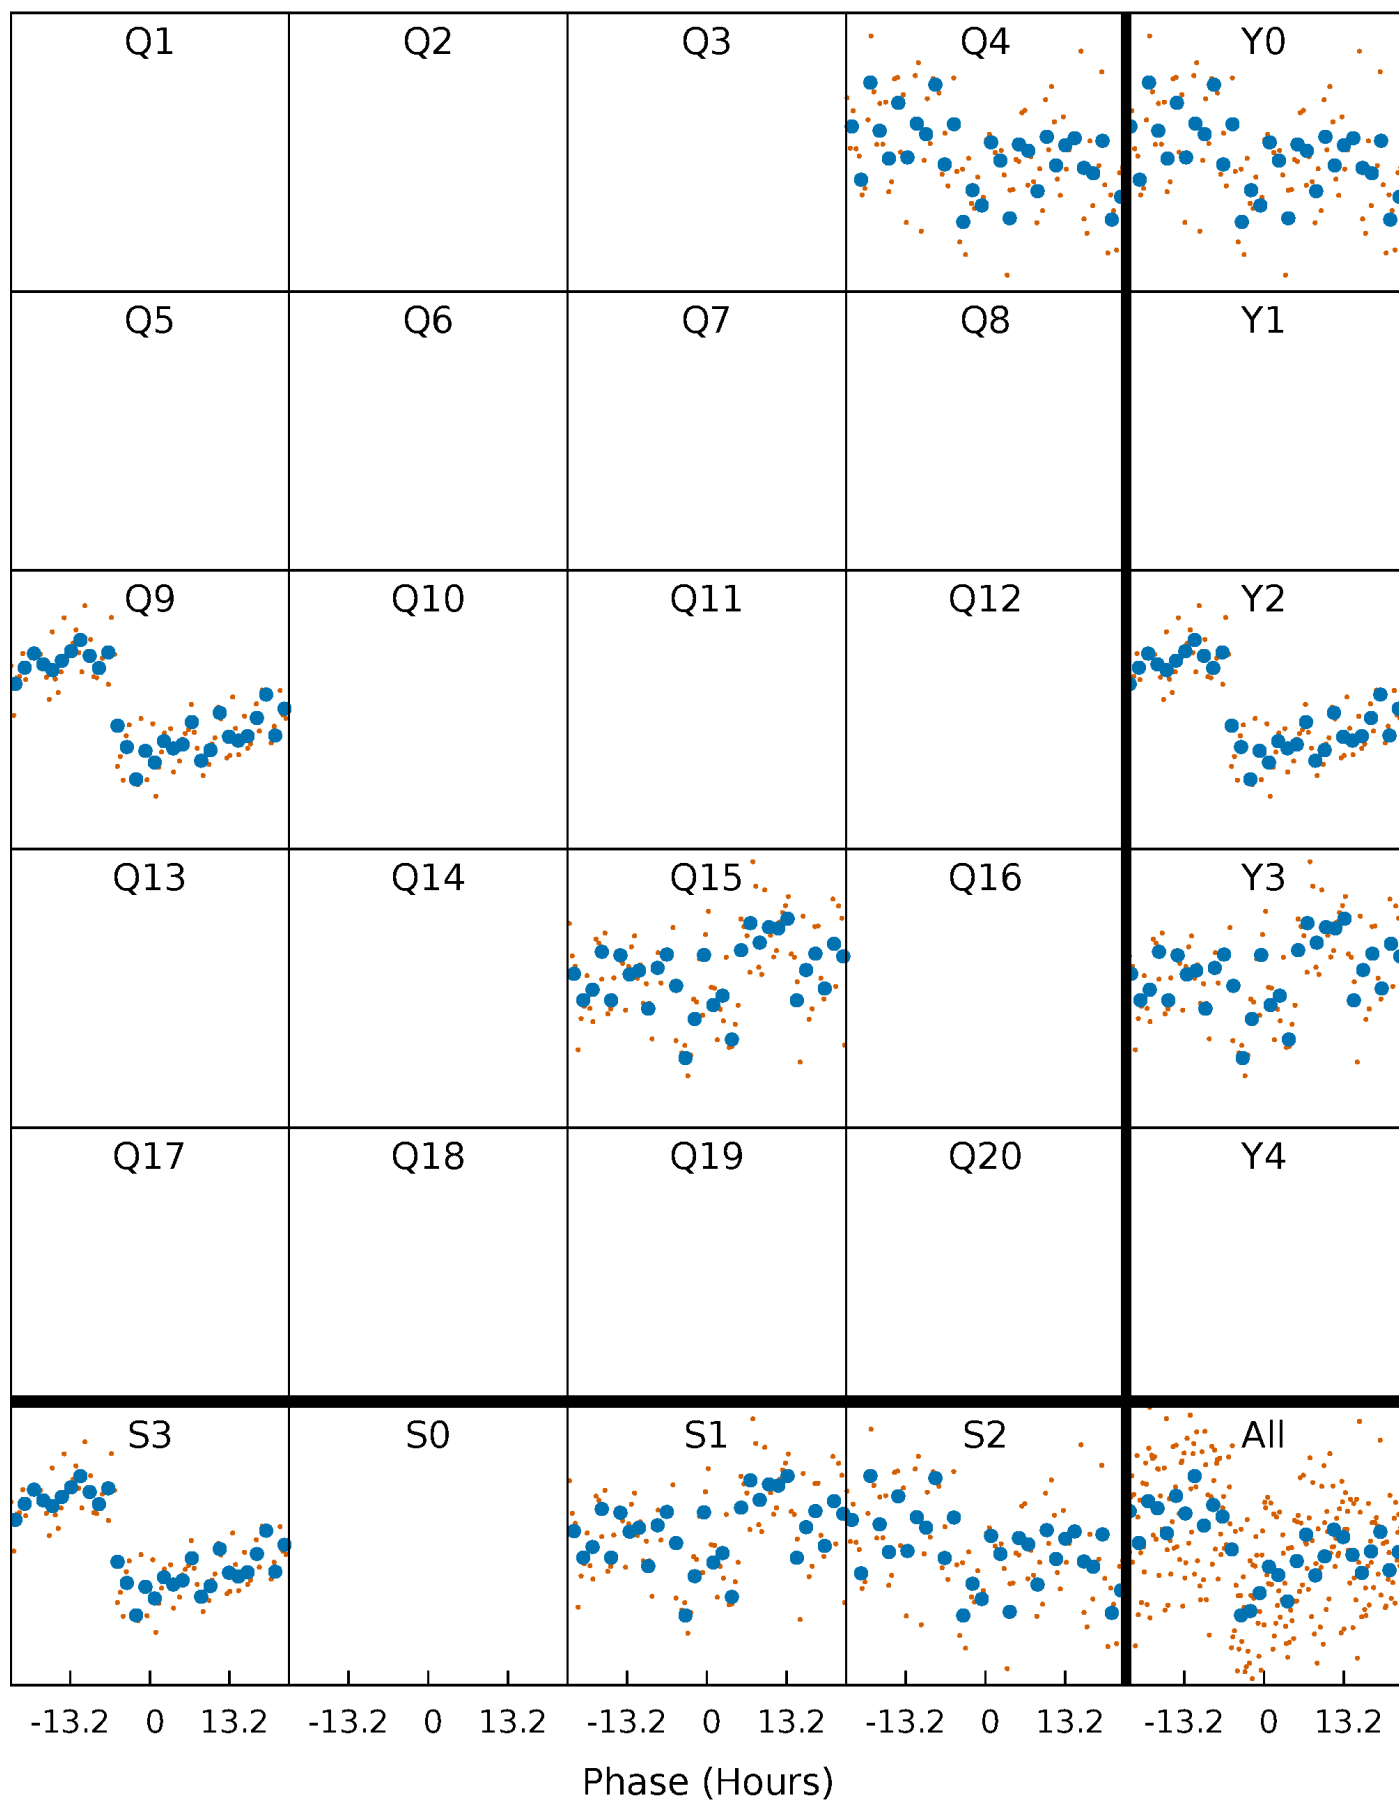 Q1 Q2 Q3 Q4 Y0
Q5 Q6 Q7 Q8 Y1
Q9 Q10 Q11 Q12 Y2
Q13 Q14 Q15 Q16 Y3
Q17 Q18 Q19 Q20 Y4
S3 S0 S1 S2 All
-13.2 0 13.2 -13.2 0 13.2 -13.2 0 13.2 -13.2 0 13.2 -13.2 0 13.2
Phase (Hours)